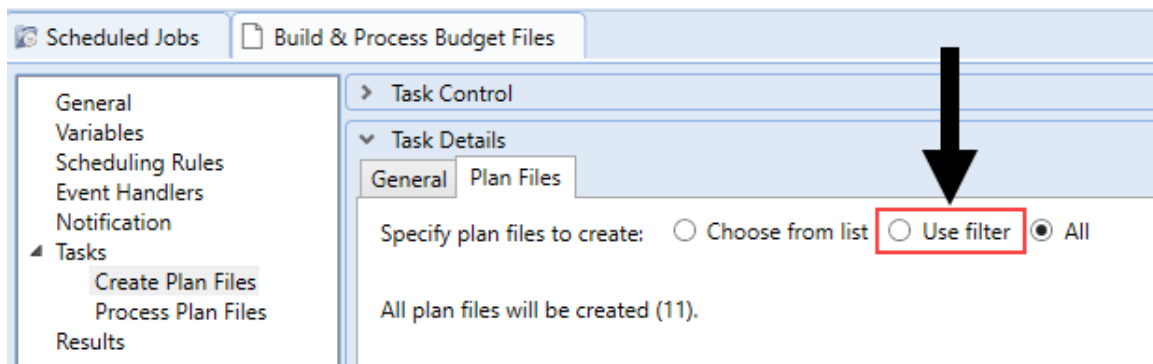 Scheduled Jobs
Build & Process Budget Files
General
Variables
Scheduling Rules
Event Handlers
Notification
Tasks
Create Plan Files
Process Plan Files
Results
Task Control
Task Details
General
Plan Files
Specify plan files to create:
Choose from list
Use filter
All
All plan files will be created (11).